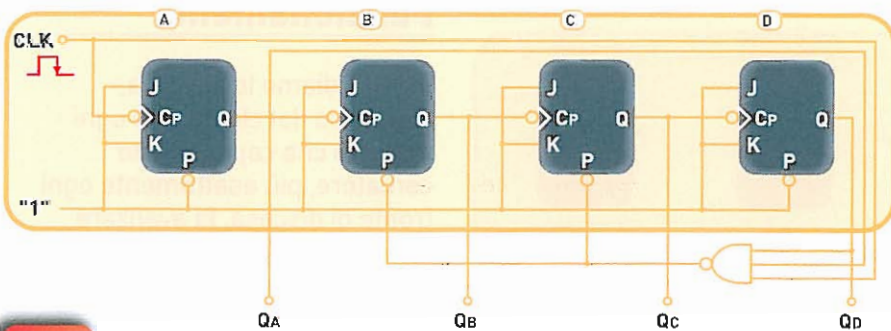 A B C D
CLK
J J J J
CP Q CP Q CP Q CP Q
K K K K
P P P P
"1"
QA QB QC QD